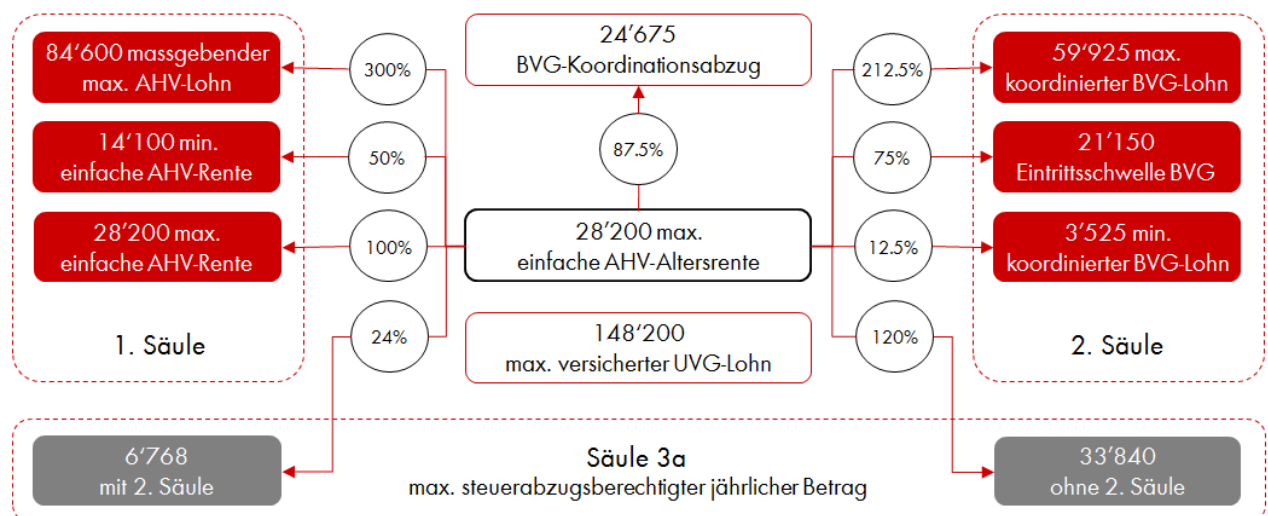 84‘600 massgebender
max. AHV-Lohn
300%
24’675
BVG-Koordinationsabzug
212.5%
59’925 max.
koordinierter BVG-Lohn
14‘100 min.
einfache AHV-Rente
50%
87.5%
75%
21’150
Eintrittsschwelle BVG
28’200 max.
einfache AHV-Rente
100%
28’200 max.
einfache AHV-Altersrente
12.5%
3’525 min.
koordinierter BVG-Lohn
1. Säule
24%
148‘200
max. versicherter UVG-Lohn
120%
2. Säule
6‘768
mit 2. Säule
Säule 3a
max. steuerabzugsberechtigter jährlicher Betrag
33’840
ohne 2. Säule